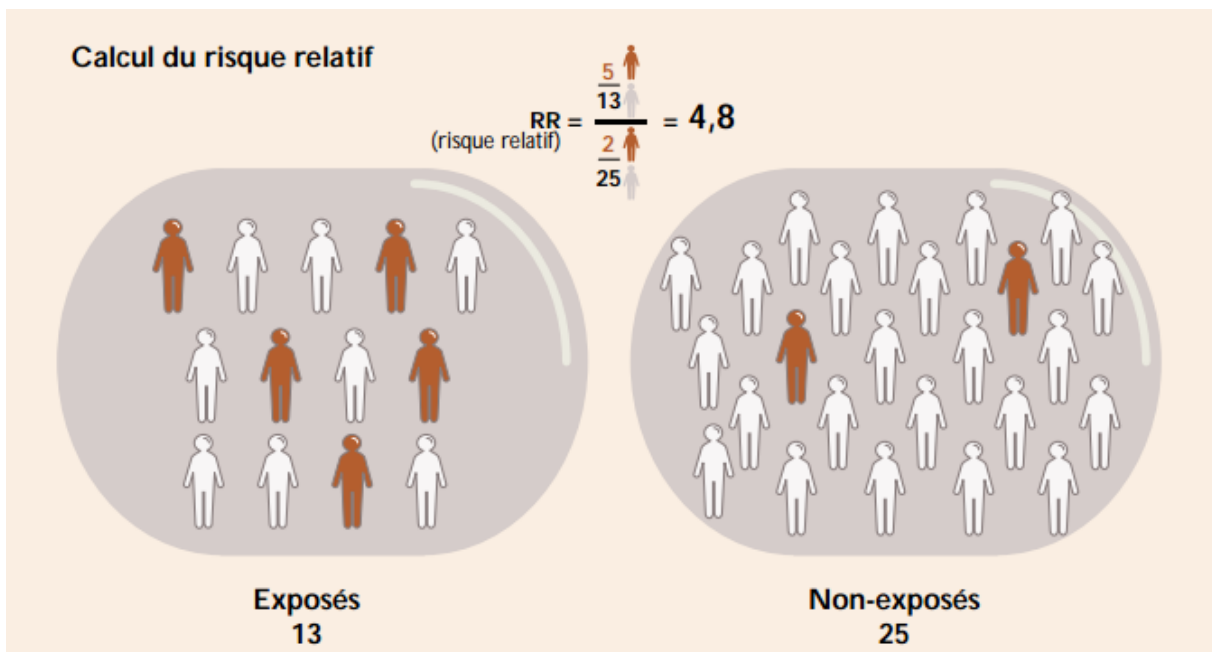 Calcul du risque relatif
5
13
RR = = 4,8
(risque relatif)
2
25
Exposés
13
Non-exposés
25